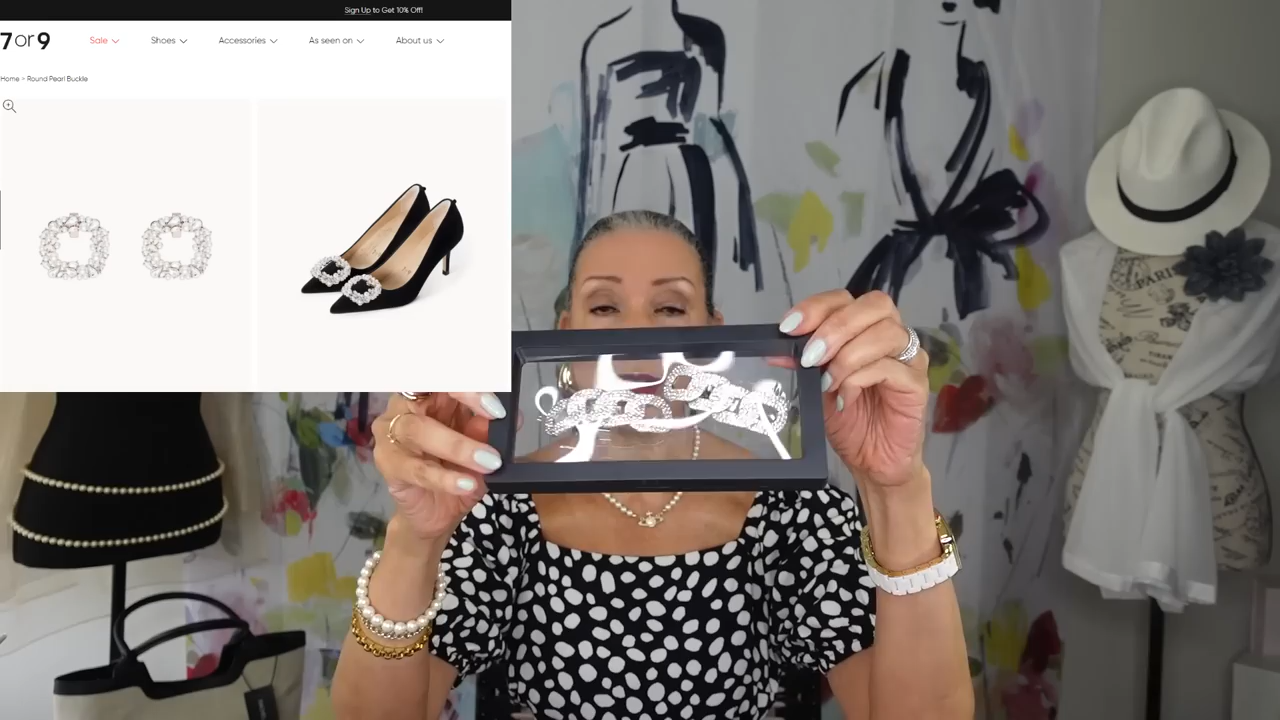 Sign Up to Get 10% Off!
7or9
Sale
Shoes
Accessories
As seen on
About us
Home > Round Pearl Buckle
PARIS